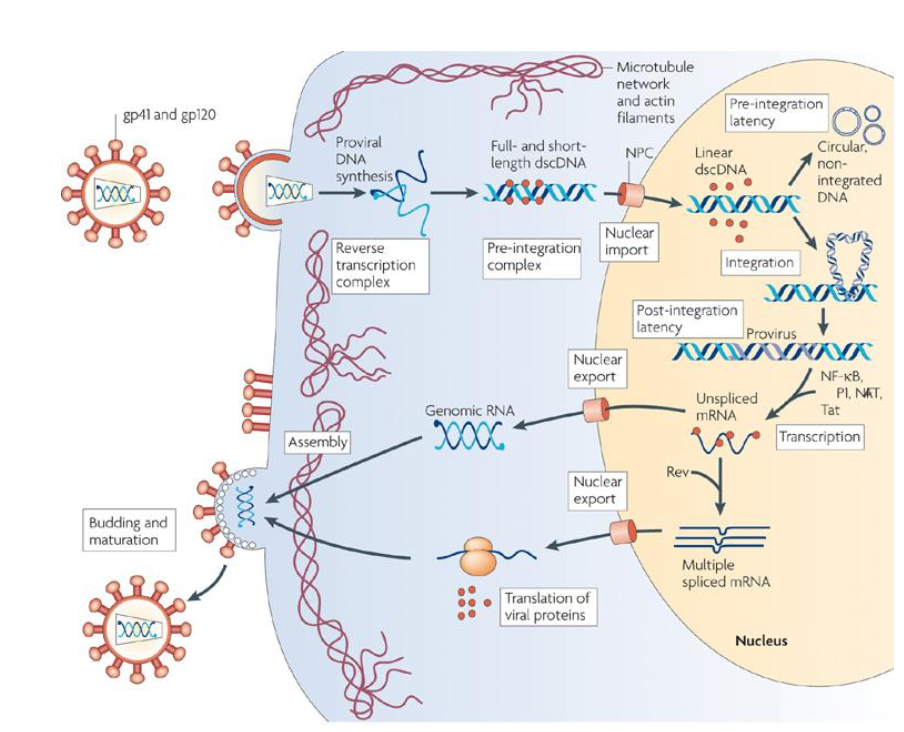 Microtubule
network
and actin
filaments
gp41 and gp120
Proviral
DNA
synthesis
Full- and short-
length dscDNA
NPC
Linear
dscDNA
Pre-integration
latency
Circular,
non-
integrated
DNA
Reverse
transcription
complex
Pre-integration
complex
Nuclear
import
Integration
Post-integration
latency
Provirus
Nuclear
export
NF-κB,
PI, NAT,
Tat
Unspliced
mRNA
Transcription
Genomic RNA
Assembly
Rev
Nuclear
export
Budding and
maturation
Multiple
spliced mRNA
Translation of
viral proteins
Nucleus